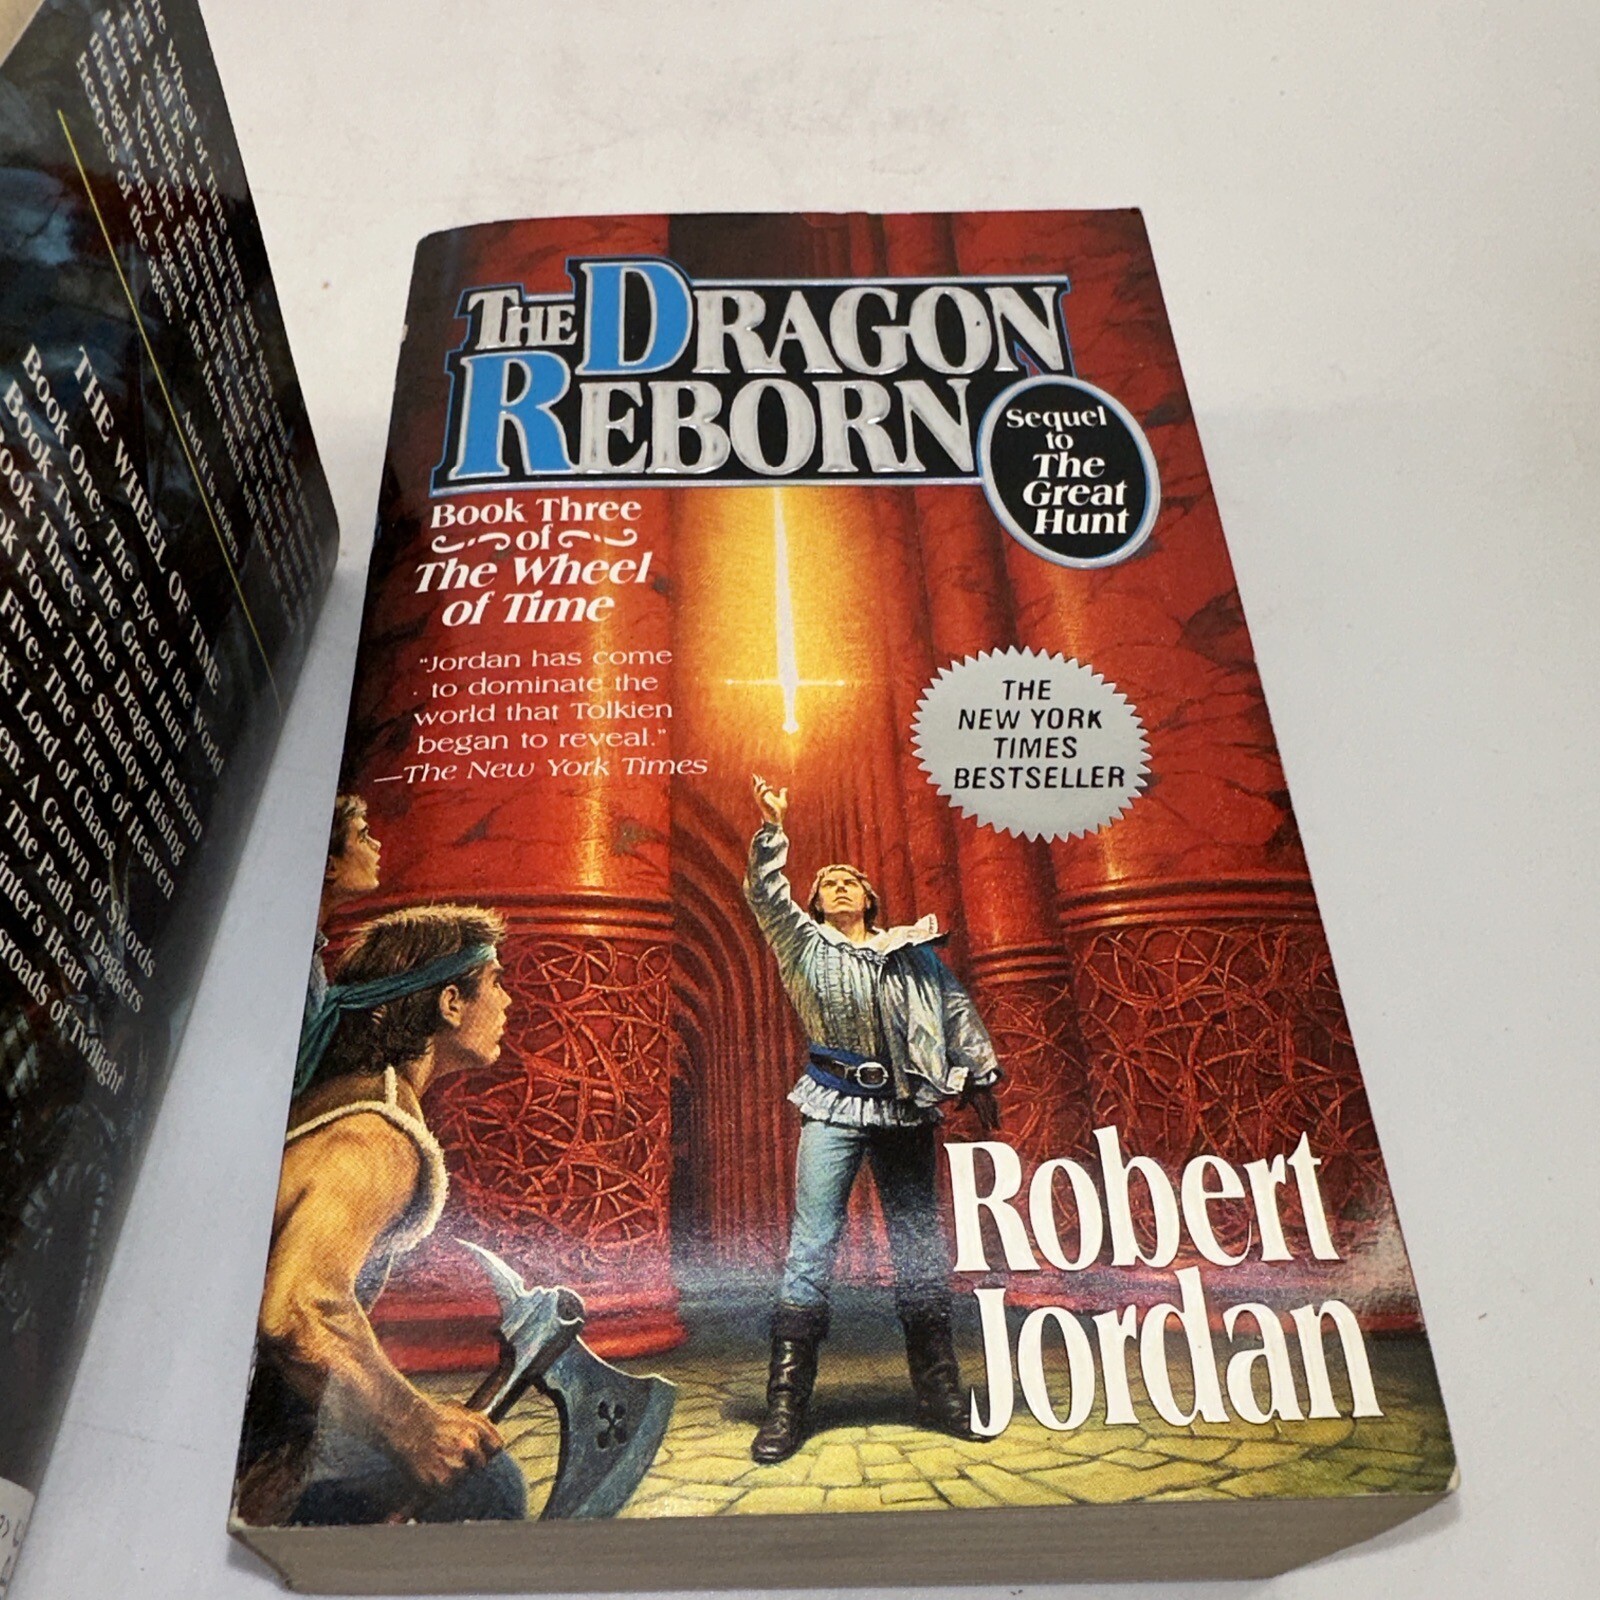 THE DRAGON
REBORN
Sequel
to
The
Great
Hunt
Book Three
of
The Wheel
of Time
"Jordan has come
to dominate the
world that Tolkien
began to reveal."
—The New York Times
THE
NEW YORK
TIMES
BESTSELLER
Robert
Jordan
heroes of the ages.
THE WHEEL OF TIME
Book One: The Eye of the World
Book Two: The Great Hunt
Book Three: The Dragon Reborn
Four: The Shadow Rising
Five: The Fires of Heaven
Lord of Chaos
A Crown of Swords
The Path of Daggers
Heart
of Twilight